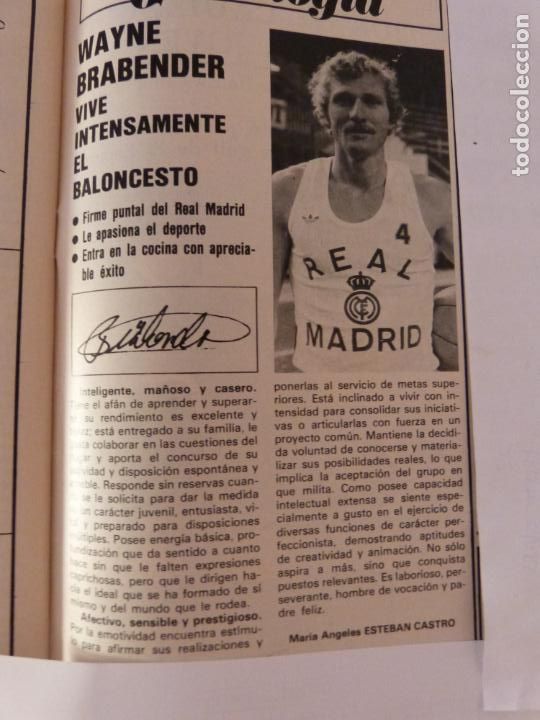 WAYNE
BRABENDER
VIVE
INTENSAMENTE
EL
BALONCESTO
● Firme puntal del Real Madrid
● Le apasiona el deporte
● Entra en la cocina con aprecia-
ble éxito
4
REAL
MADRID
Inteligente, mañoso y casero.
el afán de aprender y superar-
su rendimiento es excelente y
está entregado a su familia, le
colaborar en las cuestiones del
y aporta el concurso de su
y disposición espontánea y
Responde sin reservas cuan-
se le solicita para dar la medida
un carácter juvenil, entusiasta, vi-
y preparado para disposiciones
Posee energía básica, pro-
que da sentido a cuanto
hace sin que le falten expresiones
caprichosas, pero que le dirigen ha-
el ideal que se ha formado de sí
mismo y del mundo que le rodea.
Afectivo, sensible y prestigioso.
Por la emotividad encuentra estímu-
lo para afirmar sus realizaciones y
ponerlas al servicio de metas supe-
riores. Está inclinado a vivir con in-
tensidad para consolidar sus iniciati-
vas o articularlas con fuerza en un
proyecto común. Mantiene la decidi-
da voluntad de conocerse y materia-
lizar sus posibilidades reales, lo que
implica la aceptación del grupo en
que milita. Como posee capacidad
intelectual extensa se siente espe-
cialmente a gusto en el ejercicio de
diversas funciones de carácter per-
feccionista, demostrando aptitudes
de creatividad y animación. No sólo
aspira a más, sino que conquista
puestos relevantes. Es laborioso, per-
severante, hombre de vocación y pa-
dre feliz.
María Angeles ESTEBAN CASTRO
todocoleccion